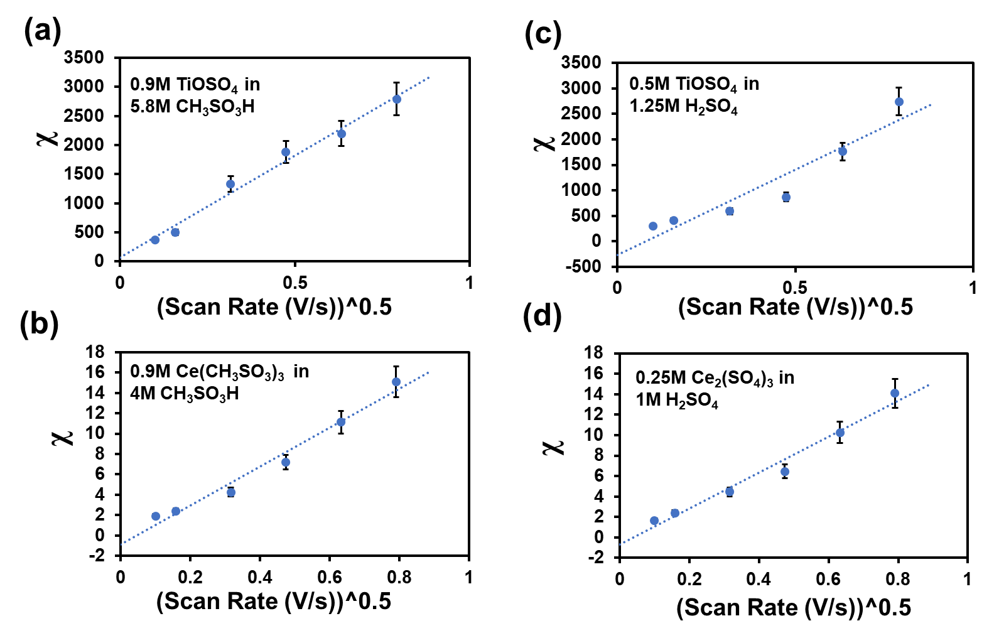 (a)
3500
3000
2500
2000
1500
1000
500
0
χ
0.9M TiOSO₄ in
5.8M CH₃SO₃H
0
0.5
1
(Scan Rate (V/s))^0.5
(c)
3500
3000
2500
2000
1500
1000
500
0
-500
χ
0.5M TiOSO₄ in
1.25M H₂SO₄
0
0.5
1
(Scan Rate (V/s))^0.5
(b)
18
16
14
12
10
8
6
4
2
0
-2
χ
0.9M Ce(CH₃SO₃)₃ in
4M CH₃SO₃H
0
0.2
0.4
0.6
0.8
1
(Scan Rate (V/s))^0.5
(d)
18
16
14
12
10
8
6
4
2
0
-2
χ
0.25M Ce₂(SO₄)₃ in
1M H₂SO₄
0
0.2
0.4
0.6
0.8
1
(Scan Rate (V/s))^0.5